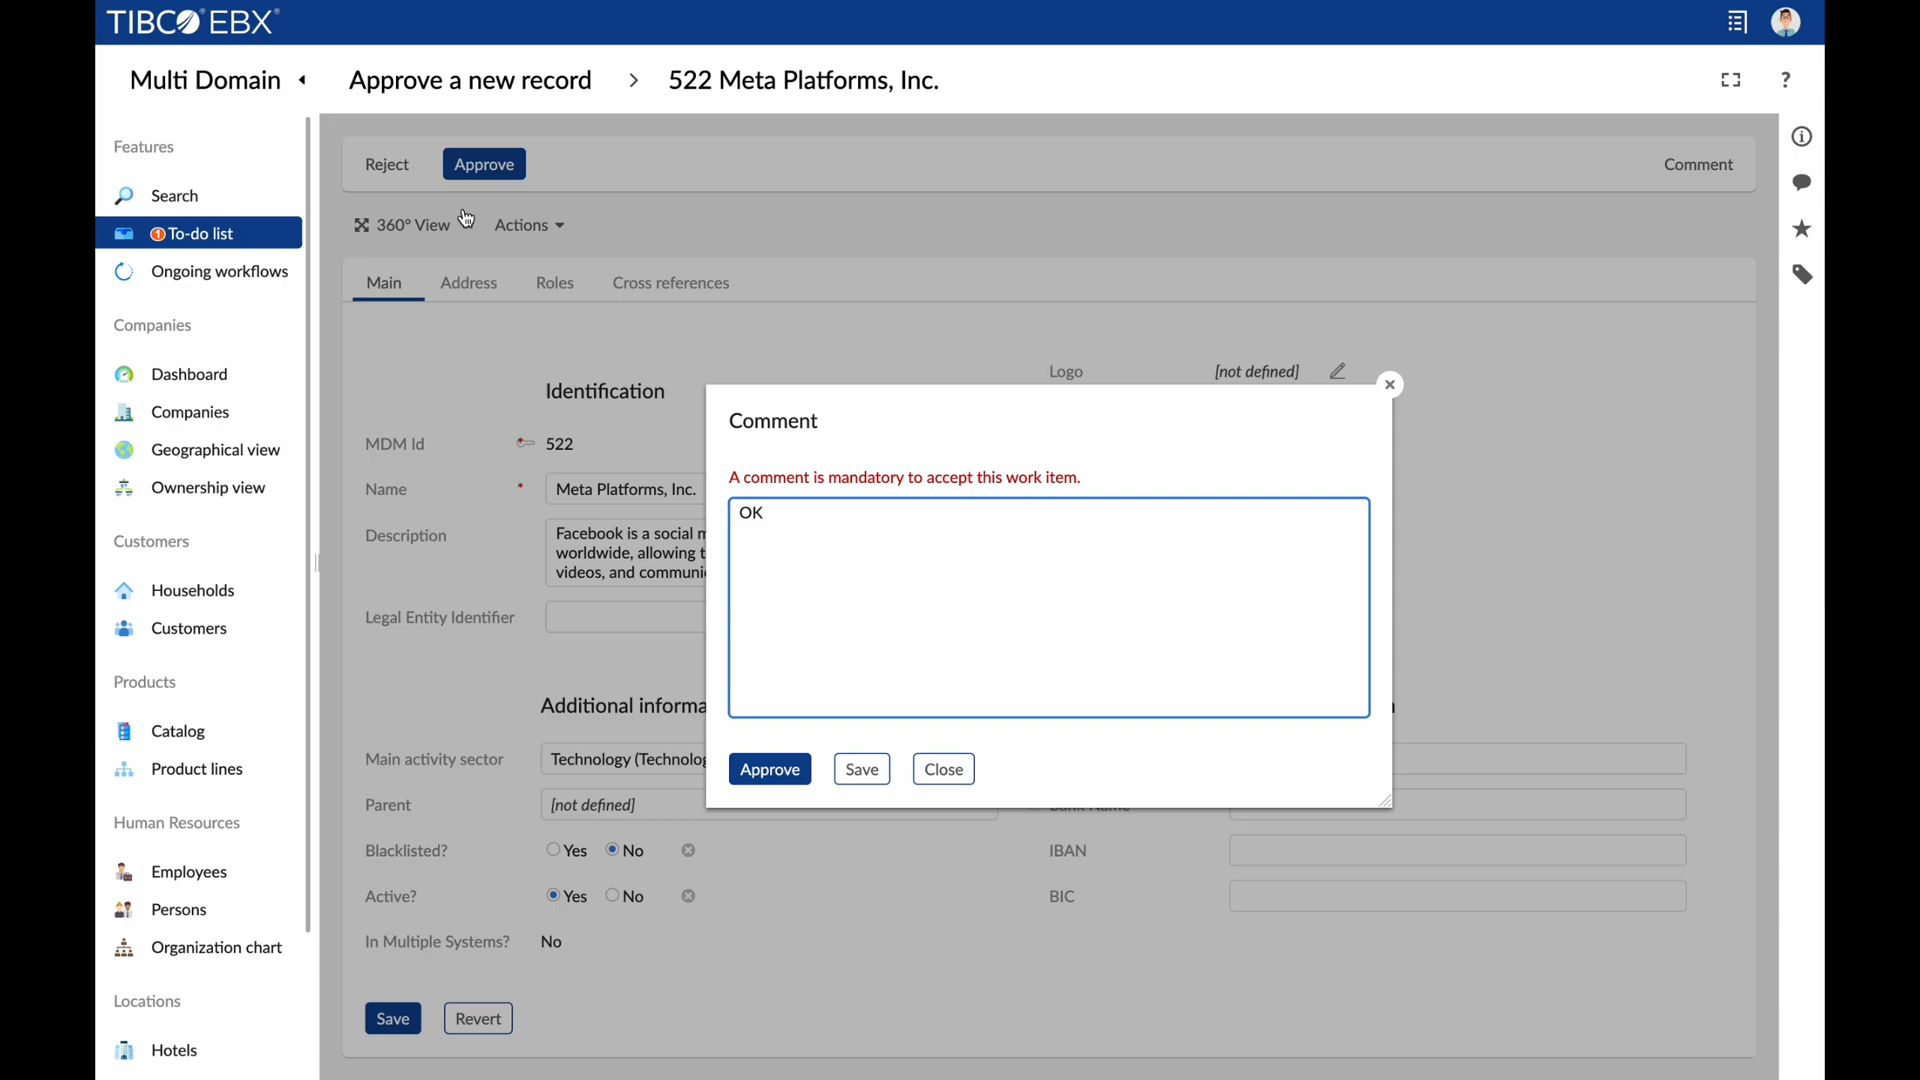 TIBCO® EBX®
Multi Domain
Approve a new record > 522 Meta Platforms, Inc.
?
Features
Search
1 To-do list
Ongoing workflows
Companies
Dashboard
Companies
Geographical view
Ownership view
Customers
Households
Customers
Products
Catalog
Product lines
Human Resources
Employees
Persons
Organization chart
Locations
Hotels
Reject
Approve
Comment
360° View
Actions
Main
Address
Roles
Cross references
Identification
Logo
[not defined]
MDM Id
522
Name
*
Meta Platforms, Inc.
Description
Facebook is a social
worldwide, allowing
videos, and
Legal Entity Identifier
Additional
Main activity sector
Technology
Parent
[not defined]
Blacklisted?
Yes
No
Active?
Yes
No
In Multiple Systems?
No
Bank Name
IBAN
BIC
Save
Revert
Comment
A comment is mandatory to accept this work item.
OK
Approve
Save
Close